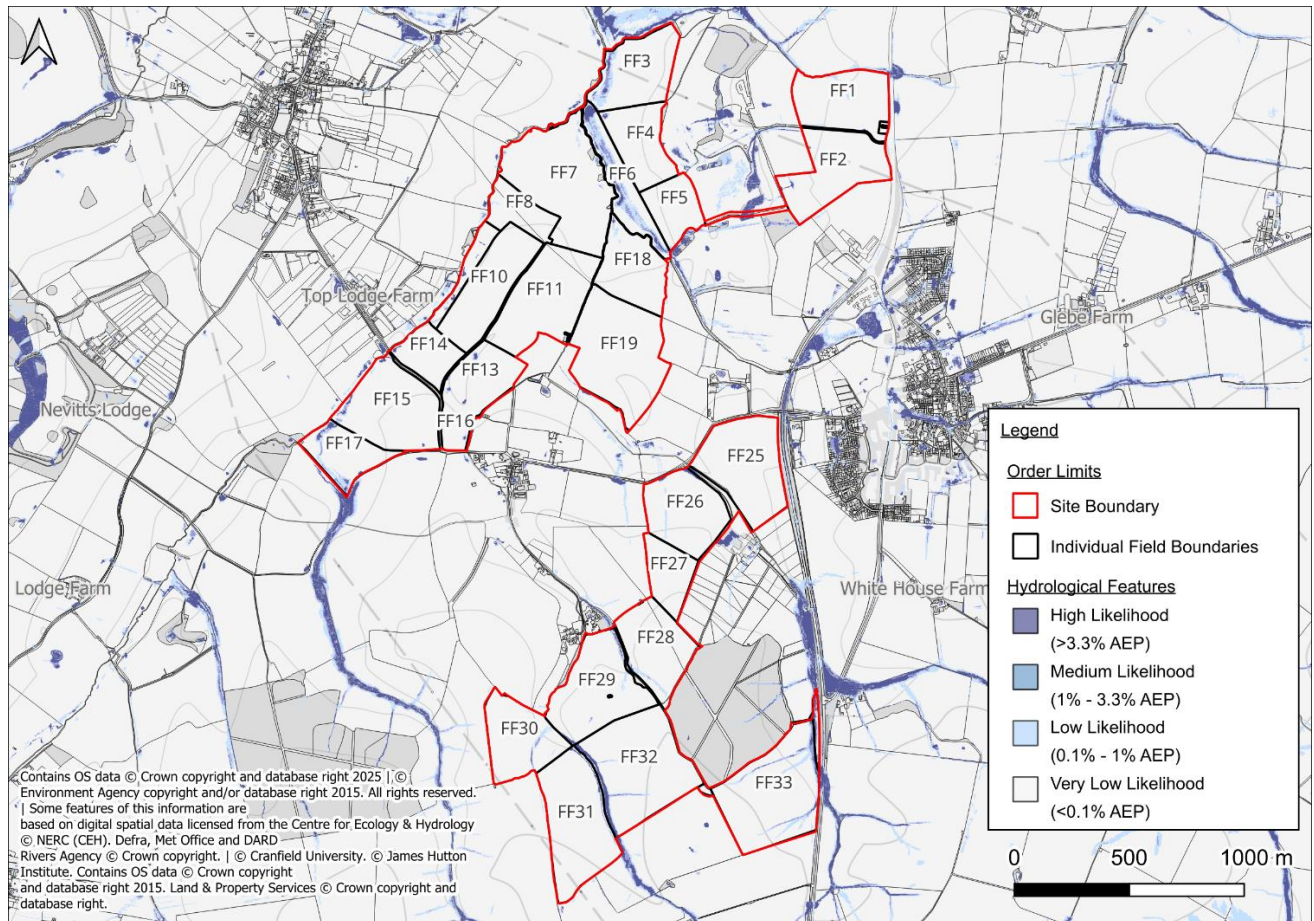 FF3
FF1
FF4
FF2
FF7
FF6
FF5
FF8
FF18
FF10
FF11
Top Lodge Farm
Glebe Farm
FF19
FF14
FF13
FF15
Nevitts Lodge
FF16
FF17
FF25
FF26
FF27
Lodge Farm
White House Farm
FF28
FF29
FF30
FF32
FF33
FF31
Legend
Order Limits
Site Boundary
Individual Field Boundaries
Hydrological Features
High Likelihood
(>3.3% AEP)
Medium Likelihood
(1% - 3.3% AEP)
Low Likelihood
(0.1% - 1% AEP)
Very Low Likelihood
(<0.1% AEP)
Contains OS data © Crown copyright and database right 2025 | ©
Environment Agency copyright and/or database right 2015. All rights reserved.
| Some features of this information are
based on digital spatial data licensed from the Centre for Ecology & Hydrology
© NERC (CEH). Defra, Met Office and DARD
Rivers Agency © Crown copyright. | © Cranfield University. © James Hutton
Institute. Contains OS data © Crown copyright
and database right 2015. Land & Property Services © Crown copyright and
database right.
0 500 1000 m